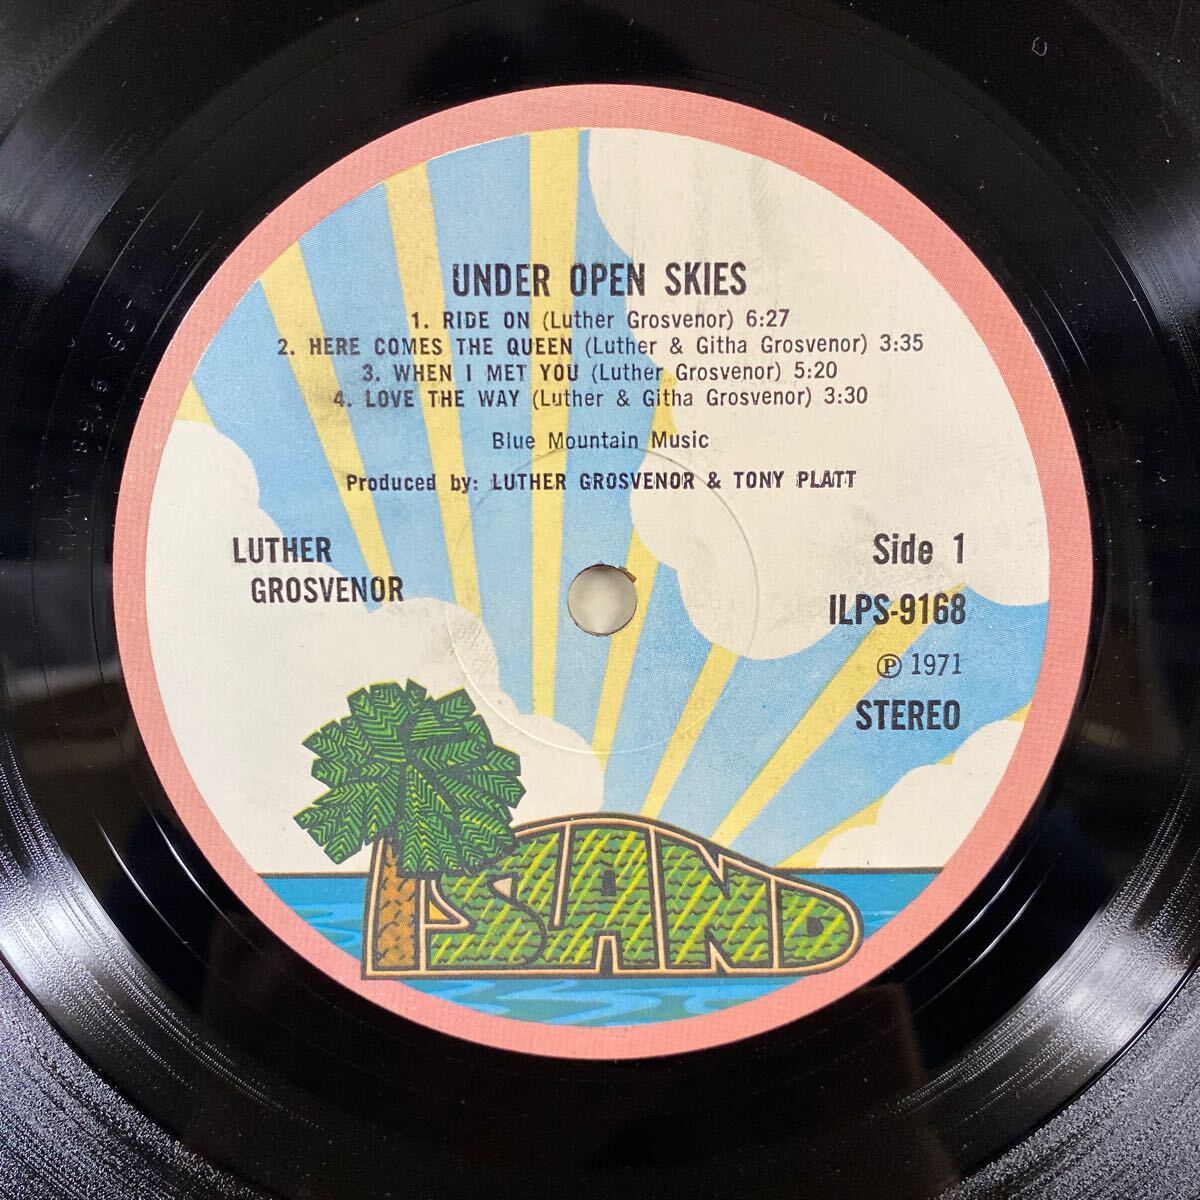 UNDER OPEN SKIES
1. RIDE ON (Luther Grosvenor) 6:27
2. HERE COMES THE QUEEN (Luther & Githa Grosvenor) 3:35
3. WHEN I MET YOU (Luther Grosvenor) 5:20
4. LOVE THE WAY (Luther & Githa Grosvenor) 3:30
Blue Mountain Music
Produced by: LUTHER GROSVENOR & TONY PLATT
LUTHER
GROSVENOR
Side 1
ILPS-9168
℗ 1971
STEREO
ISLAND